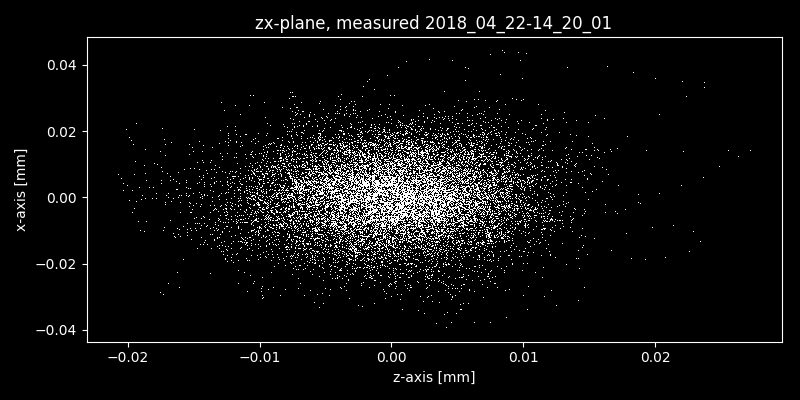 zx-plane, measured 2018_04_22-14_20_01
0.04
0.02
0.00
−0.02
−0.04
x-axis [mm]
−0.02 −0.01 0.00 0.01 0.02
z-axis [mm]